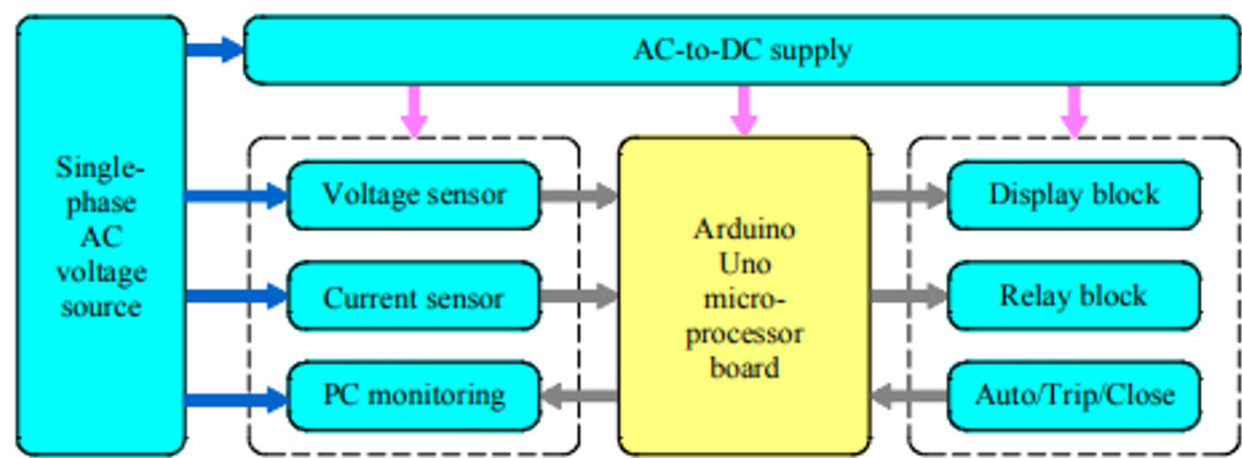 AC-to-DC supply
Single-
phase
AC
voltage
source
Voltage sensor
Current sensor
PC monitoring
Arduino
Uno
micro-
processor
board
Display block
Relay block
Auto/Trip/Close